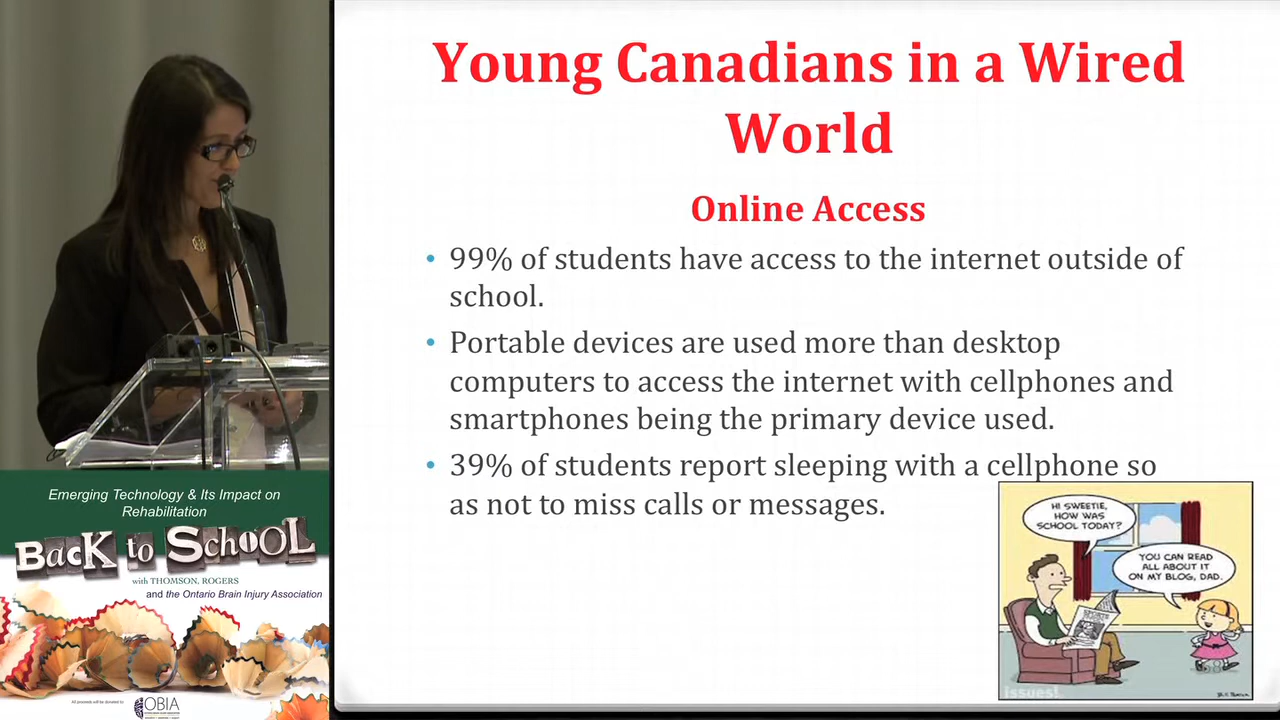 Young Canadians in a Wired
World
Online Access
• 99% of students have access to the internet outside of
school.
• Portable devices are used more than desktop
computers to access the internet with cellphones and
smartphones being the primary device used.
• 39% of students report sleeping with a cellphone so
as not to miss calls or messages.
HI SWEETIE,
HOW WAS
SCHOOL TODAY?
YOU CAN READ
ALL ABOUT IT
ON MY BLOG, DAD.
SPORTS
issues!
Emerging Technology & Its Impact on
Rehabilitation
BACK to SCHOOL
with THOMSON, ROGERS
and the Ontario Brain Injury Association
All proceeds will be donated to
OBIA